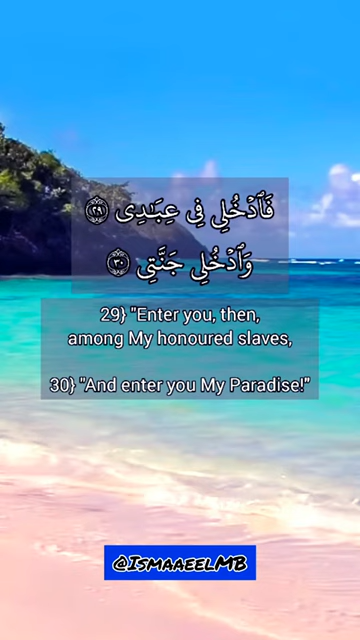 فَٱدۡخُلِي فِي عِبَٰدِي ٢٩
وَٱدۡخُلِي جَنَّتِي ٣٠
29} "Enter you, then,
among My honoured slaves,
30} "And enter you My Paradise!"
@IsmaaeelMB